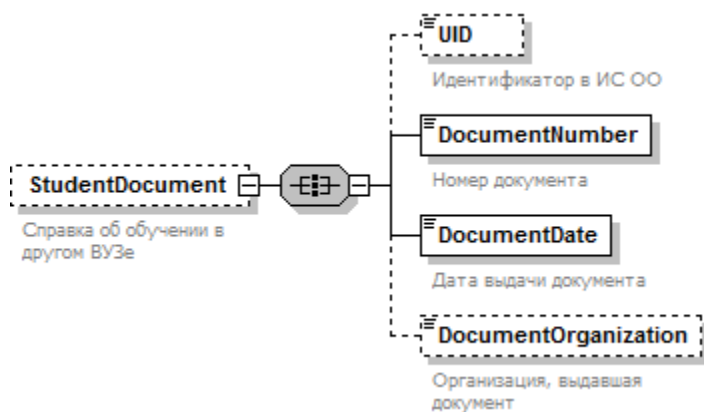 UID
Идентификатор в ИС ОО
DocumentNumber
Номер документа
StudentDocument
Справка об обучении в
другом ВУЗе
DocumentDate
Дата выдачи документа
DocumentOrganization
Организация, выдавшая
документ